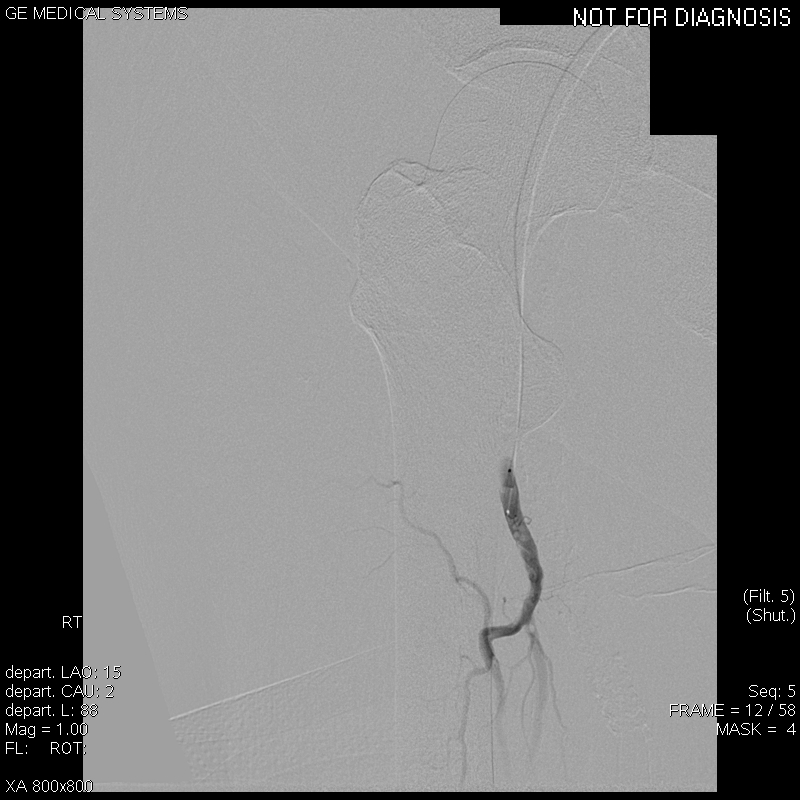 GE MEDICAL SYSTEMS
NOT FOR DIAGNOSIS
RT
(Filt. 5)
(Shut.)
depart. LAO: 15
depart. CAU: 2
depart. L: 88
Mag = 1.00
FL: ROT:
Seq: 5
FRAME = 12 / 58
MASK = 4
XA 800x800